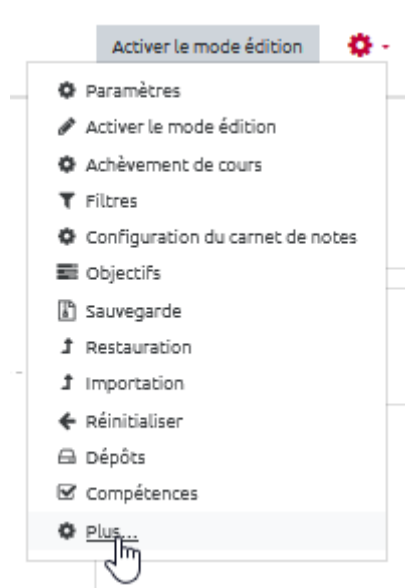 Activer le mode édition
Paramètres
Activer le mode édition
Achèvement de cours
Filtres
Configuration du carnet de notes
Objectifs
Sauvegarde
Restauration
Importation
Réinitialiser
Dépôts
Compétences
Plus...